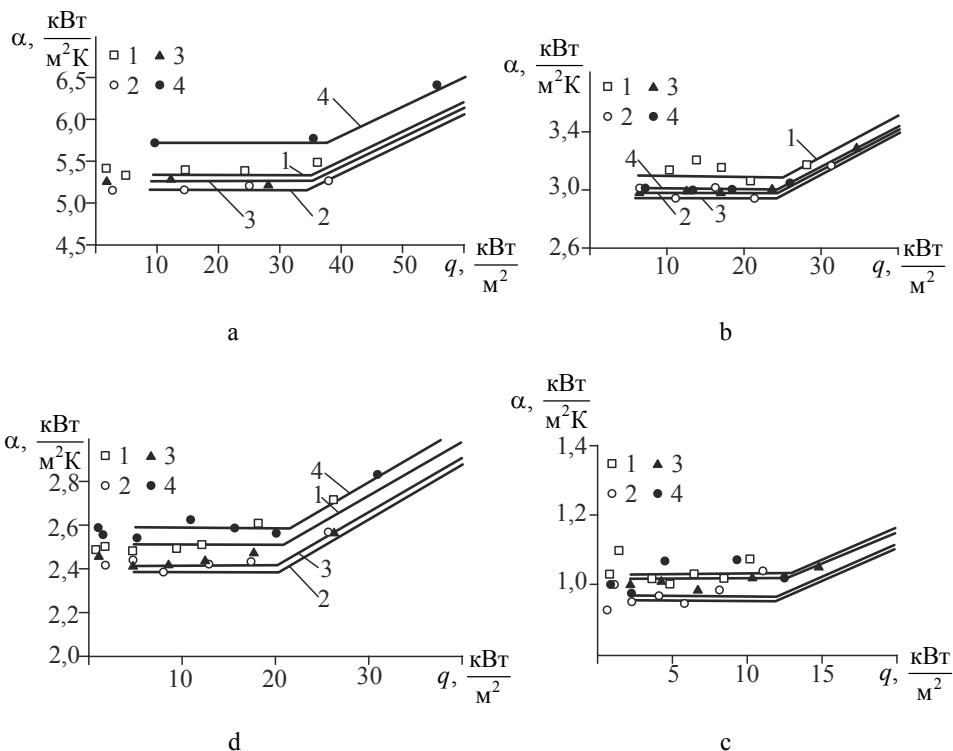 α, кВт/м²К
□ 1 ▲ 3
○ 2 ● 4
6,5
6,0
5,5
5,0
4,5
4
1
3
2
10 20 30 40 50 q, кВт/м²
a
α, кВт/м²К
□ 1 ▲ 3
○ 2 ● 4
3,4
3,0
2,6
1
4
2 3
10 20 30 q, кВт/м²
b
α, кВт/м²К
□ 1 ▲ 3
○ 2 ● 4
2,8
2,6
2,4
2,2
2,0
4
1
3
2
10 20 30 q, кВт/м²
d
α, кВт/м²К
□ 1 ▲ 3
○ 2 ● 4
1,4
1,2
1,0
5 10 15 q, кВт/м²
c